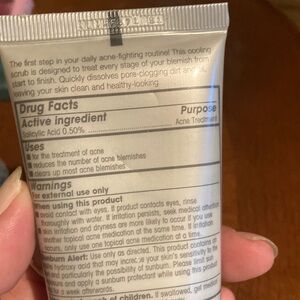 The first step in your daily acne-fighting routine! This cooling
scrub is designed to treat every stage of your blemish from
start to finish. Quickly dissolves pore-clogging dirt and
leaving your skin clean and healthy-looking.
Drug Facts
Active ingredient Purpose
Salicylic Acid 0.50% Acne Treatment
Uses
for the treatment of acne
reduces the number of acne blemishes
clears up most acne blemishes
Warnings
For external use only
When using this product
avoid contact with eyes. If product contacts eyes, rinse
thoroughly with water. If irritation persists, seek medical attention
skin irritation and dryness are more likely to occur if you use
another topical acne medication at the same time. If irritation
occurs, only use one topical acne medication at a time.
Sunburn Alert: Use only as directed. This product contains an
hydroxy acid that may increase your skin's sensitivity to the
particularly the possibility of sunburn. Please limit sun
exposure and apply a sunburn protectant while using this product
a week afterwards.
of children. If swallowed, get medical